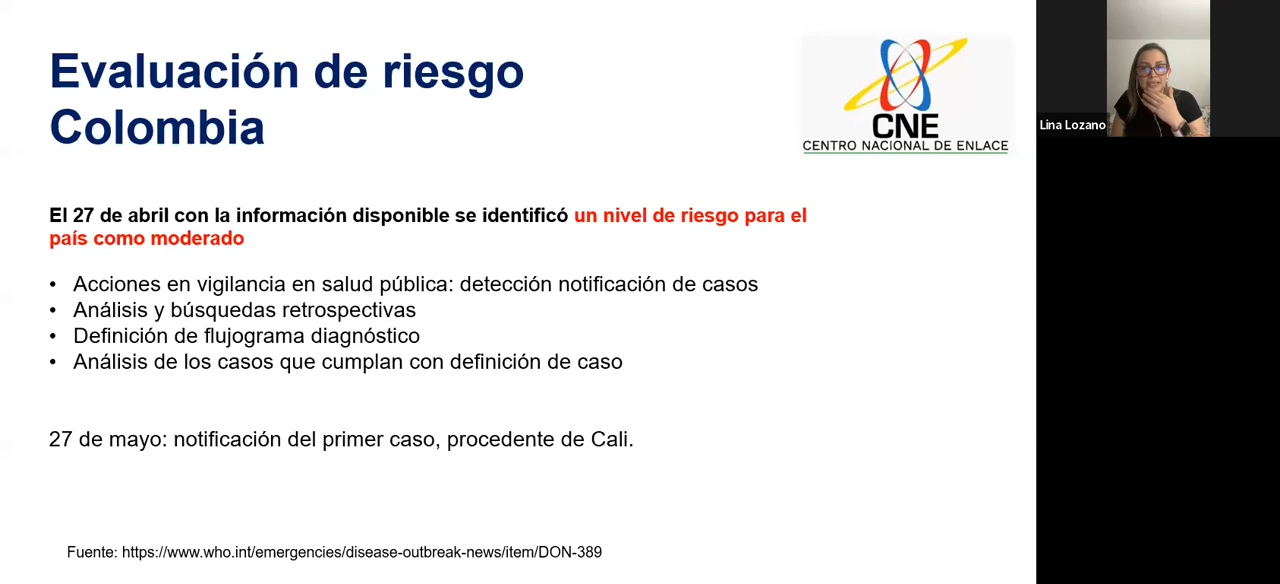 Evaluación de riesgo
Colombia
CNE
CENTRO NACIONAL DE ENLACE
Lina Lozano
El 27 de abril con la información disponible se identificó un nivel de riesgo para el
país como moderado
• Acciones en vigilancia en salud pública: detección notificación de casos
• Análisis y búsquedas retrospectivas
• Definición de flujograma diagnóstico
• Análisis de los casos que cumplan con definición de caso
27 de mayo: notificación del primer caso, procedente de Cali.
Fuente: https://www.who.int/emergencies/disease-outbreak-news/item/DON-389